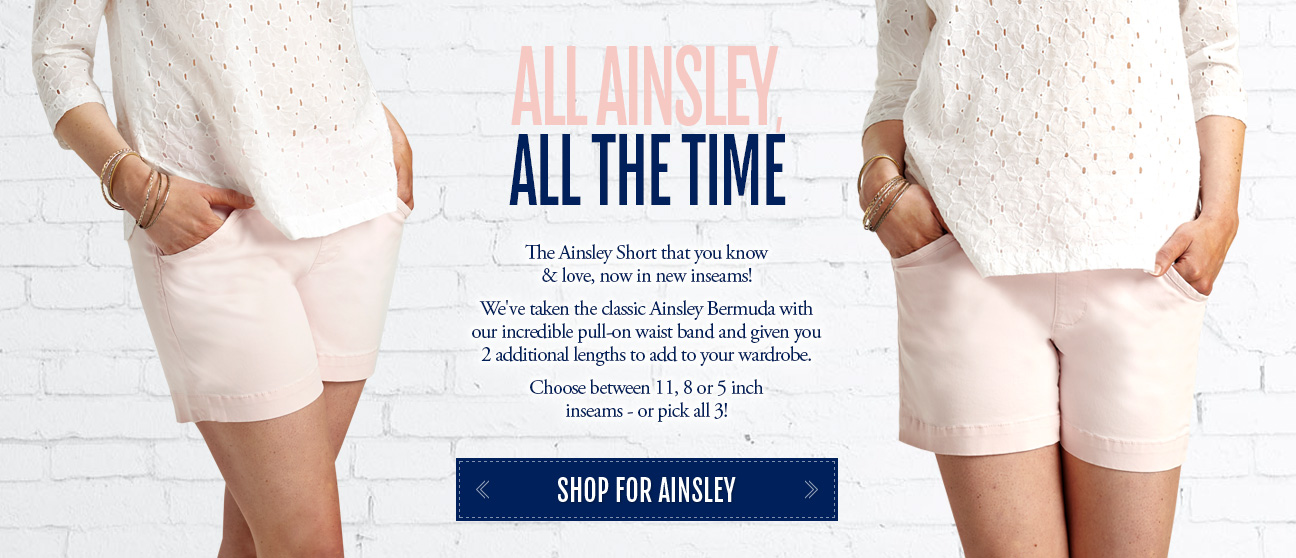 ALL AINSLEY,
ALL THE TIME
The Ainsley Short that you know
& love, now in new inseams!
We've taken the classic Ainsley Bermuda with
our incredible pull-on waist band and given you
2 additional lengths to add to your wardrobe.
Choose between 11, 8 or 5 inch
inseams - or pick all 3!
SHOP FOR AINSLEY